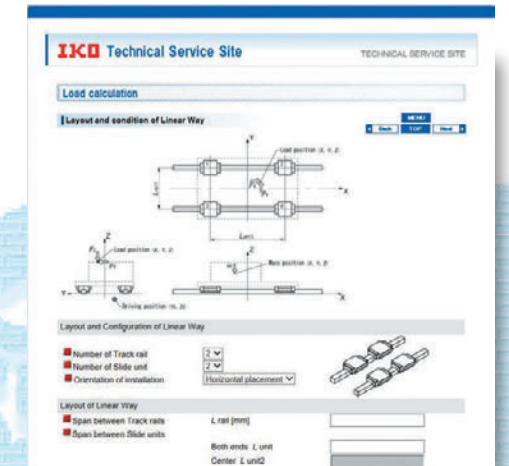 IKO Technical Service Site
TECHNICAL SERVICE SITE
Load calculation
Layout and condition of Linear Way
MENU
Back TOP Next
Y
Load position (X, Y, Z)
X
Z
Load position (X, Y, Z)
Z
Mass position (X, Y, Z)
Y
X
Driving position (Y, Z)
Layout and Configuration of Linear Way
Number of Track rail 2
Number of Slide unit 2
Orientation of installation Horizontal placement
Layout of Linear Way
Span between Track rails L rail [mm]
Span between Slide units
Both ends L unit
Center L unit2